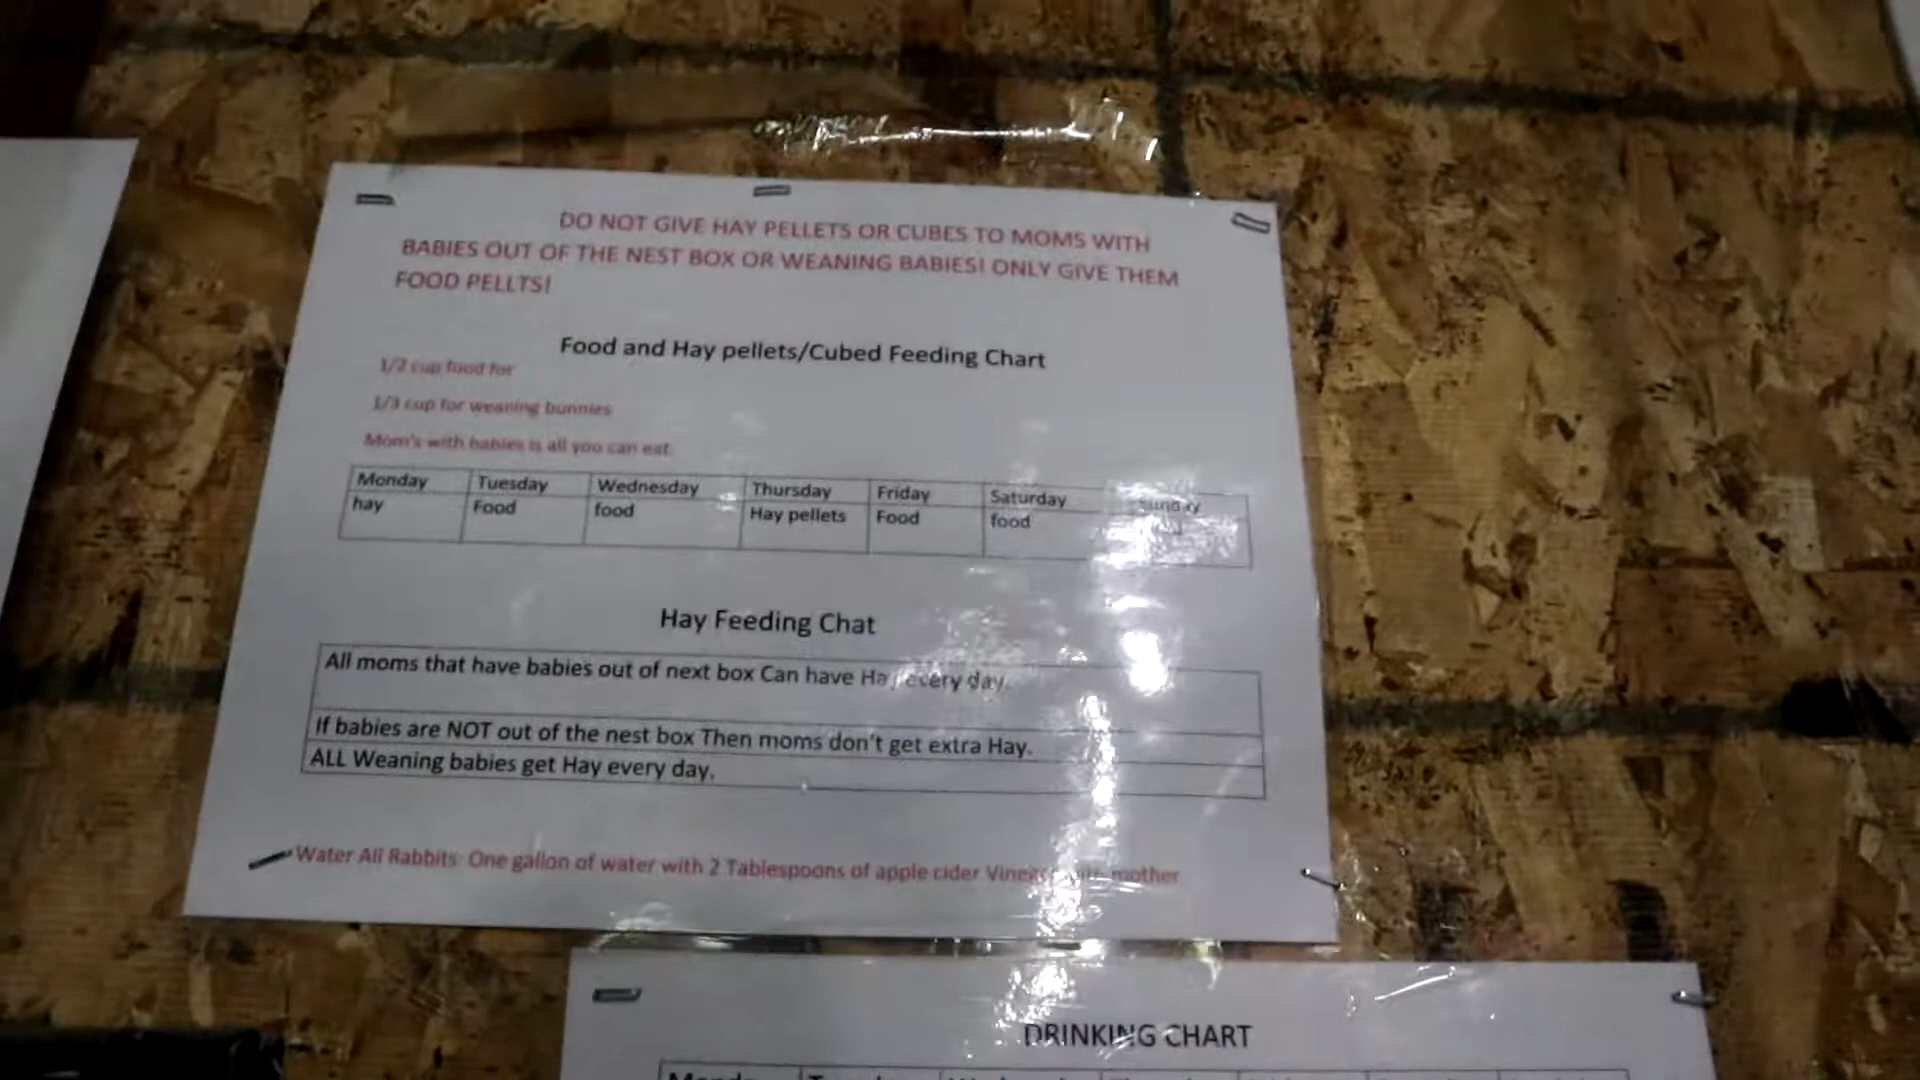 DO NOT GIVE HAY PELLETS OR CUBES TO MOMS WITH
BABIES OUT OF THE NEST BOX OR WEANING BABIES! ONLY GIVE THEM
FOOD PELLTS!
Food and Hay pellets/Cubed Feeding Chart
1/2 cup food for
1/3 cup for weaning bunnies
Mom's with babies is all you can eat
Monday Tuesday Wednesday Thursday Friday Saturday Sunday
hay Food food Hay pellets Food food
Hay Feeding Chat
All moms that have babies out of next box Can have Hay every day.
If babies are NOT out of the nest box Then moms don't get extra Hay.
ALL Weaning babies get Hay every day.
Water All Rabbits: One gallon of water with 2 Tablespoons of apple cider mother
DRINKING CHART